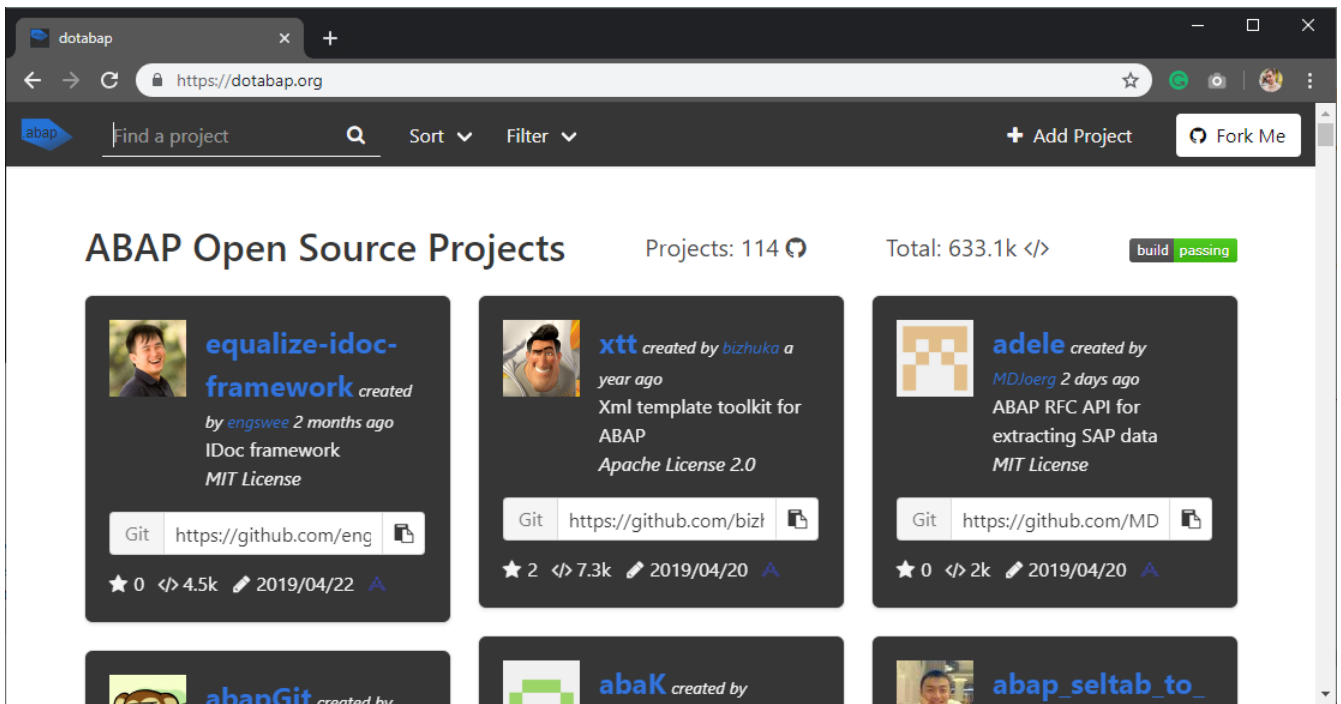 dotabap
https://dotabap.org
abap
Find a project
Sort
Filter
Add Project
Fork Me
ABAP Open Source Projects
Projects: 114
Total: 633.1k </>
build passing
equalize-idoc-
framework created
by engswee 2 months ago
IDoc framework
MIT License
Git https://github.com/eng
0 </> 4.5k 2019/04/22
xtt created by bizhuka a
year ago
Xml template toolkit for
ABAP
Apache License 2.0
Git https://github.com/bizh
2 </> 7.3k 2019/04/20
adele created by
MDJoerg 2 days ago
ABAP RFC API for
extracting SAP data
MIT License
Git https://github.com/MD
0 </> 2k 2019/04/20
abapGit created by
abaK created by
abap_seltab_to_